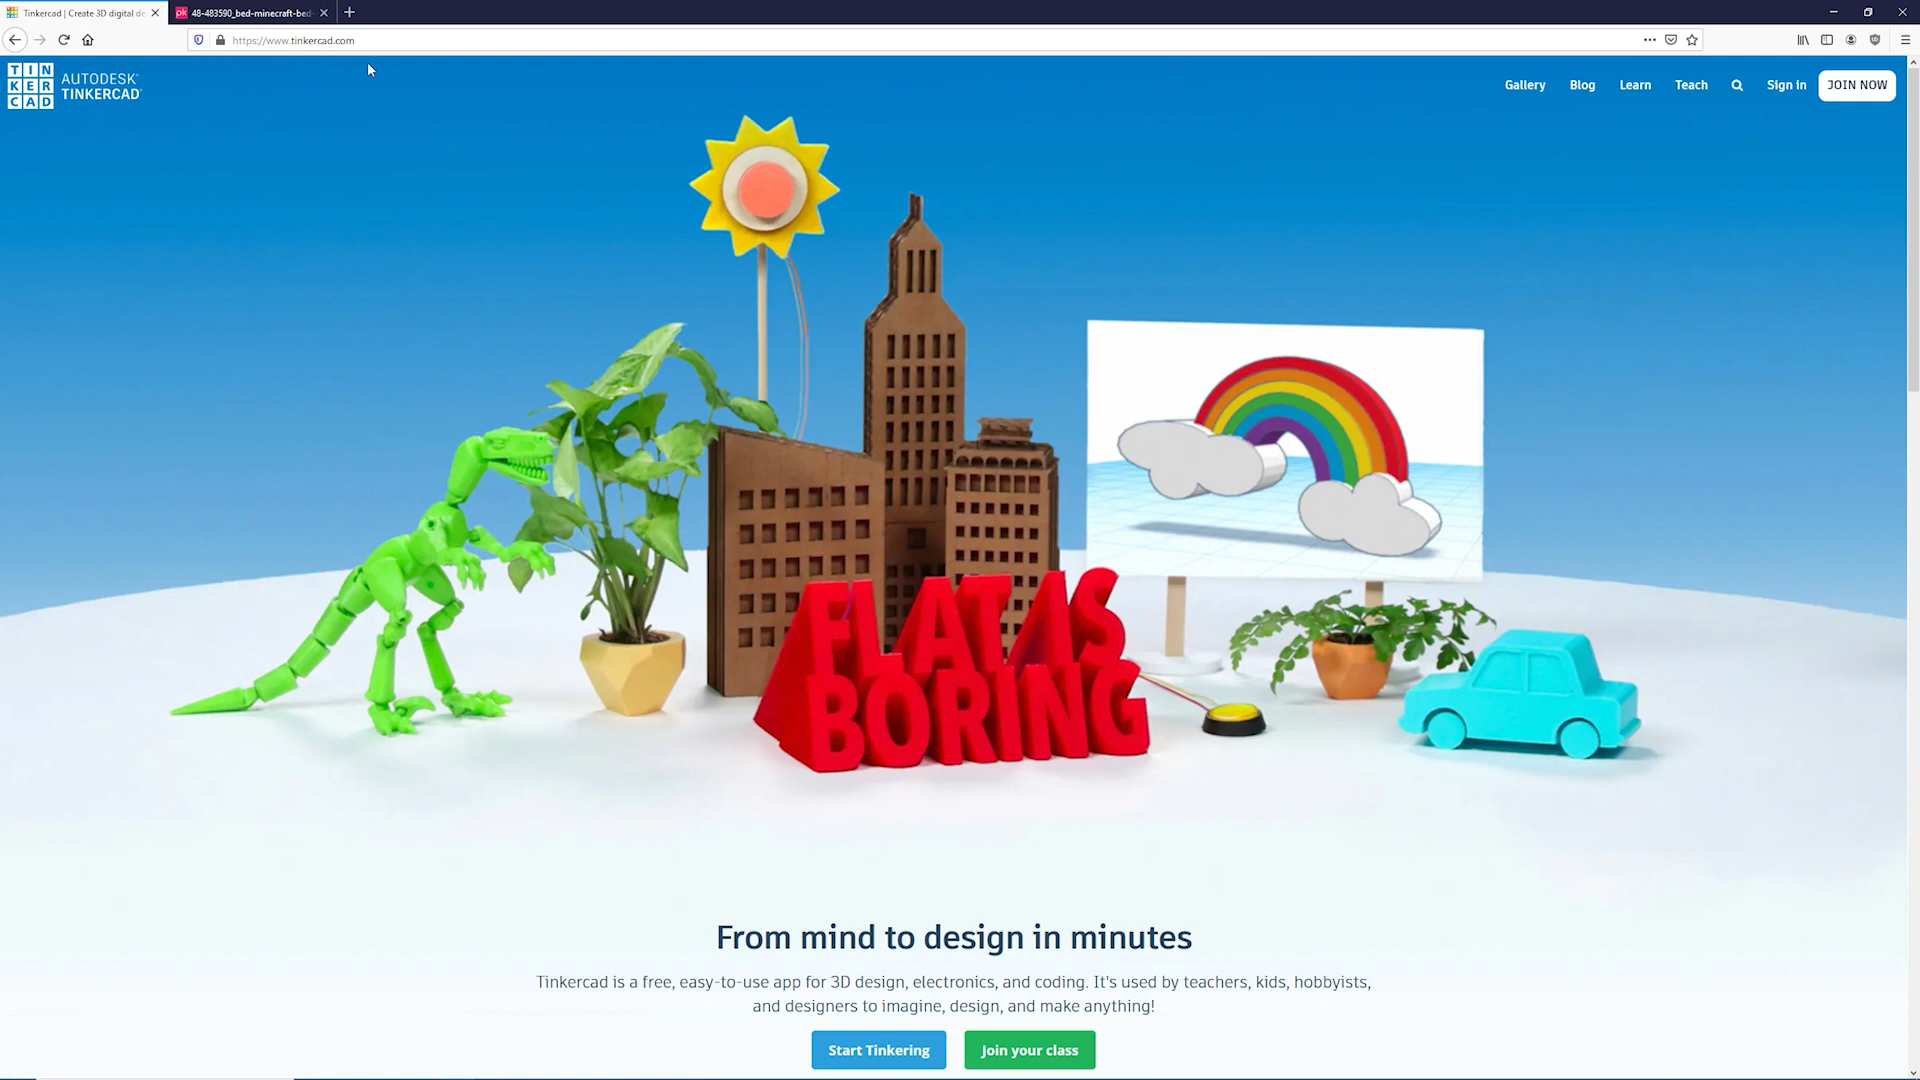 Tinkercad | Create 3D digital de
48-483590_bed-minecraft-bed-
https://www.tinkercad.com
TIN
KER
CAD
AUTODESK®
TINKERCAD®
Gallery
Blog
Learn
Teach
Sign in
JOIN NOW
FLAT IS
BORING
From mind to design in minutes
Tinkercad is a free, easy-to-use app for 3D design, electronics, and coding. It's used by teachers, kids, hobbyists,
and designers to imagine, design, and make anything!
Start Tinkering
Join your class